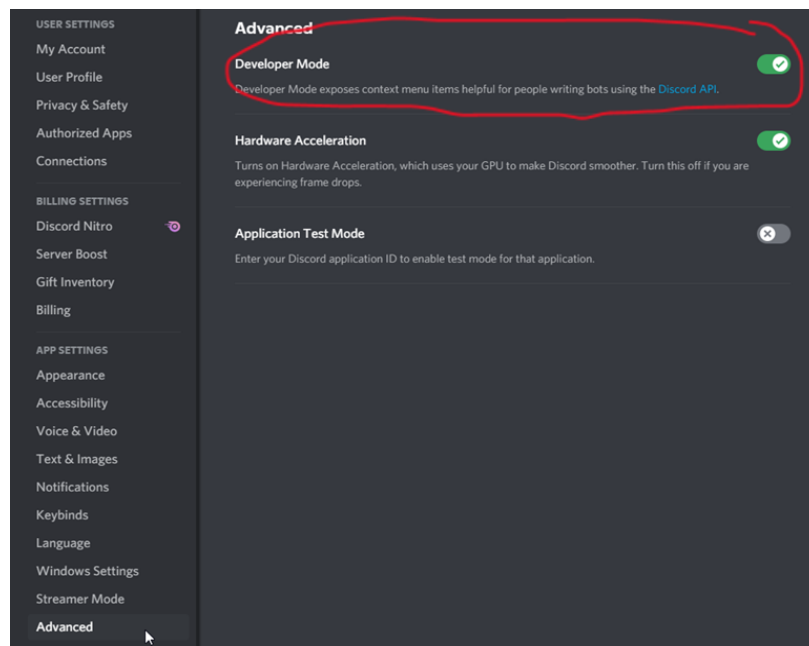 USER SETTINGS
My Account
User Profile
Privacy & Safety
Authorized Apps
Connections
BILLING SETTINGS
Discord Nitro
Server Boost
Gift Inventory
Billing
APP SETTINGS
Appearance
Accessibility
Voice & Video
Text & Images
Notifications
Keybinds
Language
Windows Settings
Streamer Mode
Advanced
Advanced
Developer Mode
Developer Mode exposes context menu items helpful for people writing bots using the Discord API.
Hardware Acceleration
Turns on Hardware Acceleration, which uses your GPU to make Discord smoother. Turn this off if you are
experiencing frame drops.
Application Test Mode
Enter your Discord application ID to enable test mode for that application.